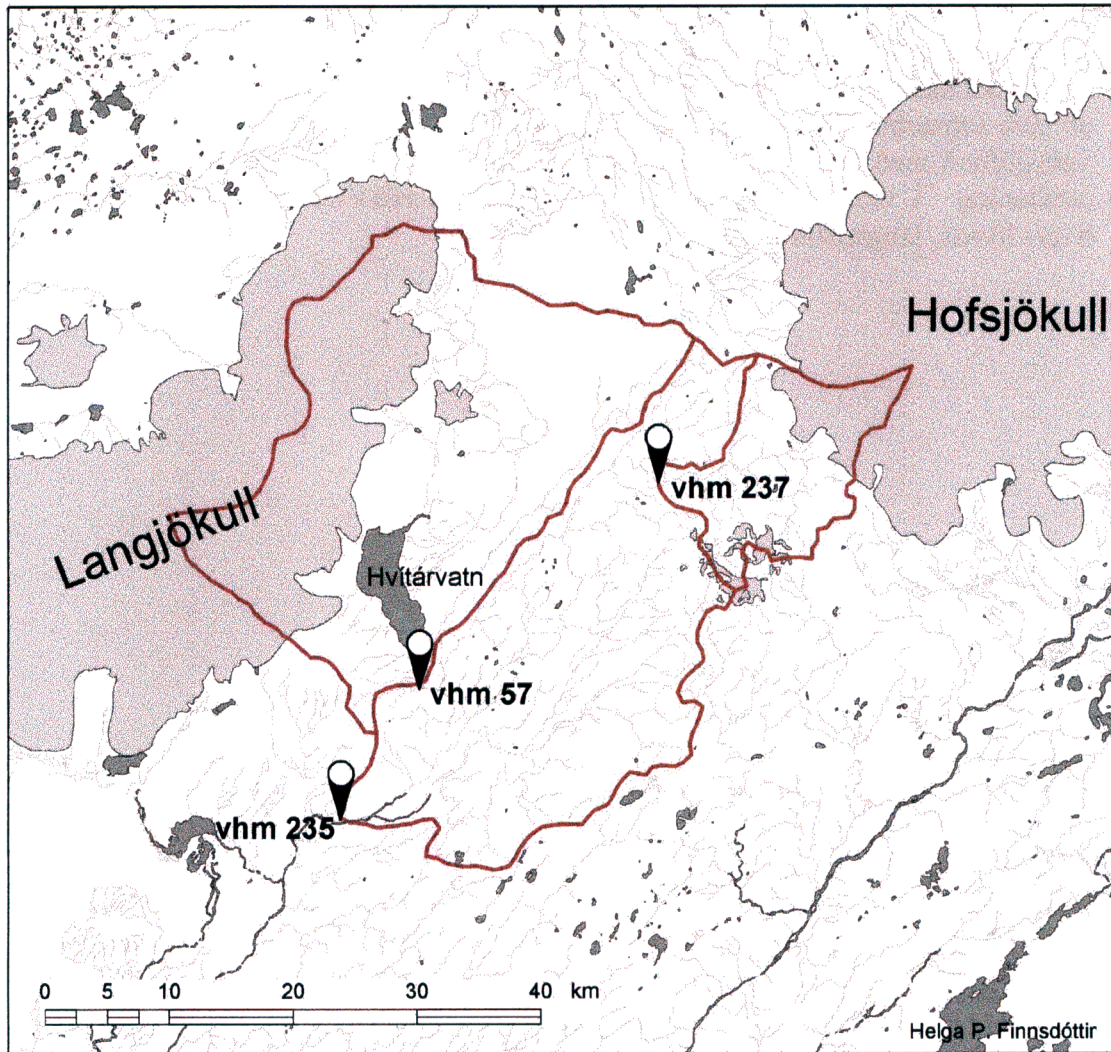 Hofsjökull
vhm 237
Langjökull
Hvítárvatn
vhm 57
vhm 235
0 5 10 20 30 40 km
Helga P. Finnsdóttir